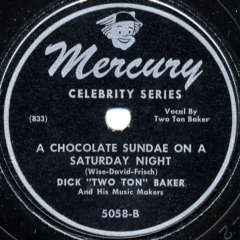 Mercury
CELEBRITY SERIES
(833)
Vocal By
Two Ton Baker
A CHOCOLATE SUNDAE ON A
SATURDAY NIGHT
(Wise-David-Frisch)
DICK "TWO TON" BAKER
And His Music Makers
5058-B